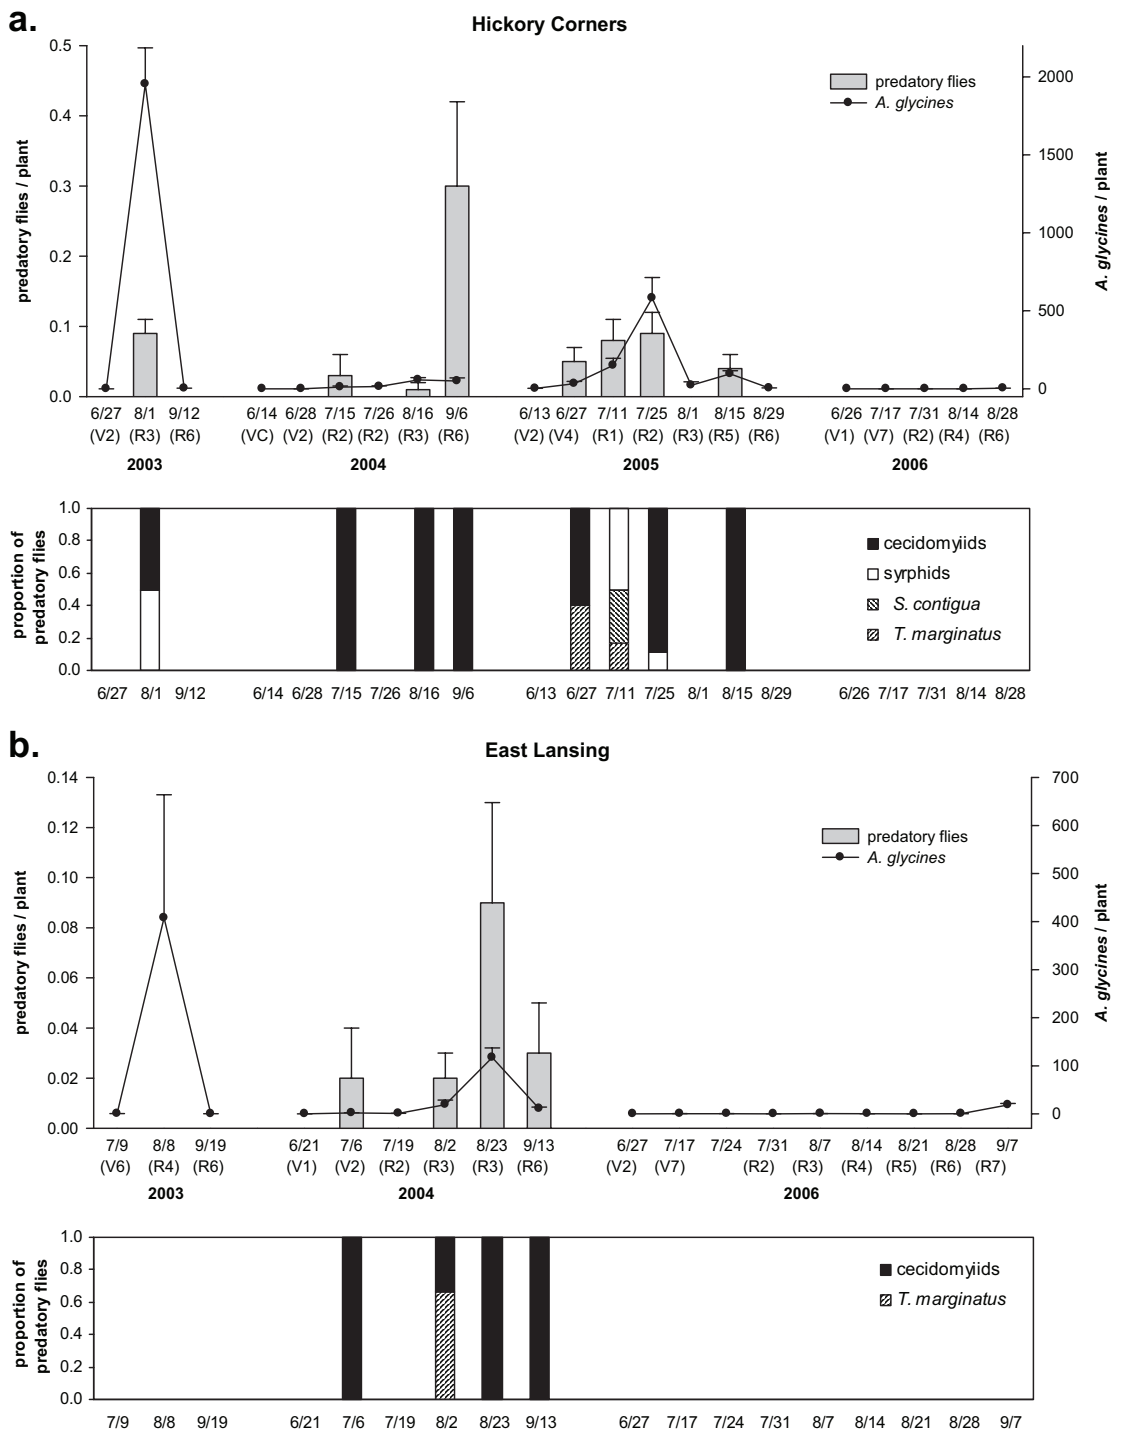 a.
Hickory Corners
predatory flies / plant
0.5
0.4
0.3
0.2
0.1
0.0
predatory flies
A. glycines
2000
1500
1000
500
0
A. glycines / plant
6/27 8/1 9/12 6/14 6/28 7/15 7/26 8/16 9/6 6/13 6/27 7/11 7/25 8/1 8/15 8/29 6/26 7/17 7/31 8/14 8/28
(V2) (R3) (R6) (VC) (V2) (R2) (R2) (R3) (R6) (V2) (V4) (R1) (R2) (R3) (R5) (R6) (V1) (V7) (R2) (R4) (R6)
2003 2004 2005 2006
proportion of
predatory flies
1.0
0.8
0.6
0.4
0.2
0.0
cecidomyiids
syrphids
S. contigua
T. marginatus
6/27 8/1 9/12 6/14 6/28 7/15 7/26 8/16 9/6 6/13 6/27 7/11 7/25 8/1 8/15 8/29 6/26 7/17 7/31 8/14 8/28
b.
East Lansing
predatory flies / plant
0.14
0.12
0.10
0.08
0.06
0.04
0.02
0.00
predatory flies
A. glycines
700
600
500
400
300
200
100
0
A. glycines / plant
7/9 8/8 9/19 6/21 7/6 7/19 8/2 8/23 9/13 6/27 7/17 7/24 7/31 8/7 8/14 8/21 8/28 9/7
(V6) (R4) (R6) (V1) (V2) (R2) (R3) (R3) (R6) (V2) (V7) (R2) (R3) (R4) (R5) (R6) (R7)
2003 2004 2006
proportion of
predatory flies
1.0
0.8
0.6
0.4
0.2
0.0
cecidomyiids
T. marginatus
7/9 8/8 9/19 6/21 7/6 7/19 8/2 8/23 9/13 6/27 7/17 7/24 7/31 8/7 8/14 8/21 8/28 9/7